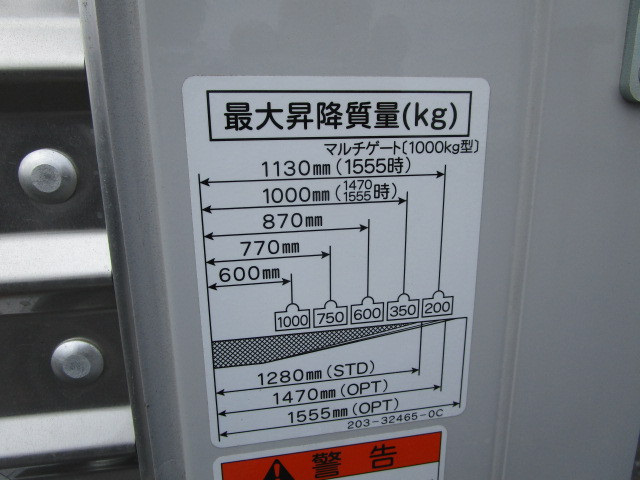 最大昇降質量(kg)
マルチゲート〔1000kg型〕
1130mm(1555時)
1000mm(1470 1555時)
870mm
770mm
600mm
1000 750 600 350 200
1280mm(STD)
1470mm(OPT)
1555mm(OPT)
203-32465-0C
警告